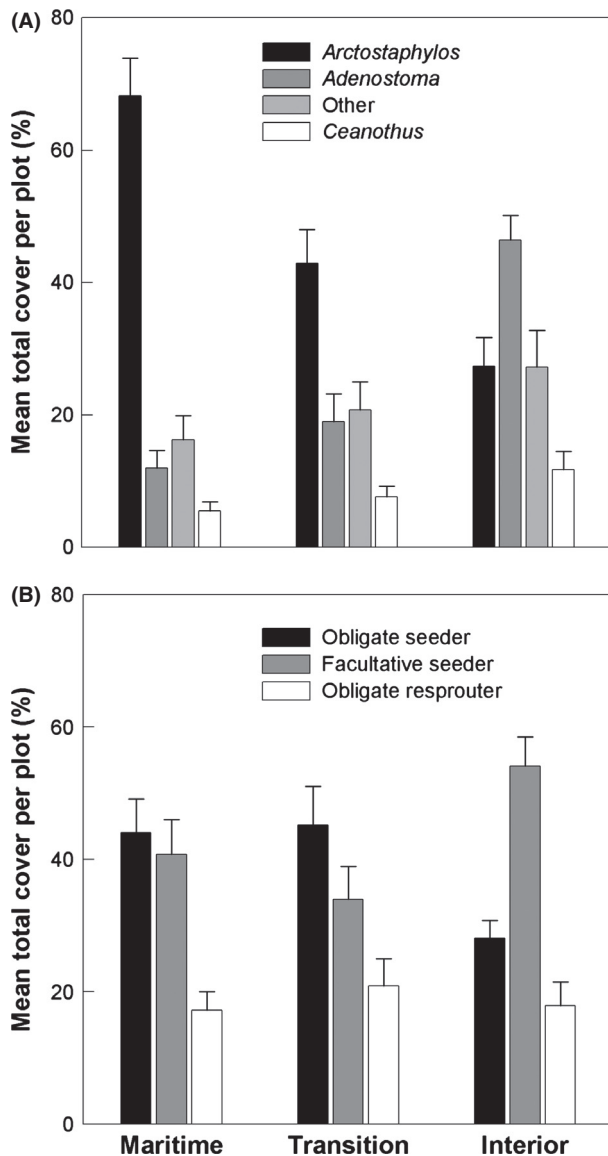 (A)
80
60
40
20
0
Mean total cover per plot (%)
Arctostaphylos
Adenostoma
Other
Ceanothus
(B)
80
60
40
20
0
Mean total cover per plot (%)
Obligate seeder
Facultative seeder
Obligate resprouter
Maritime Transition Interior